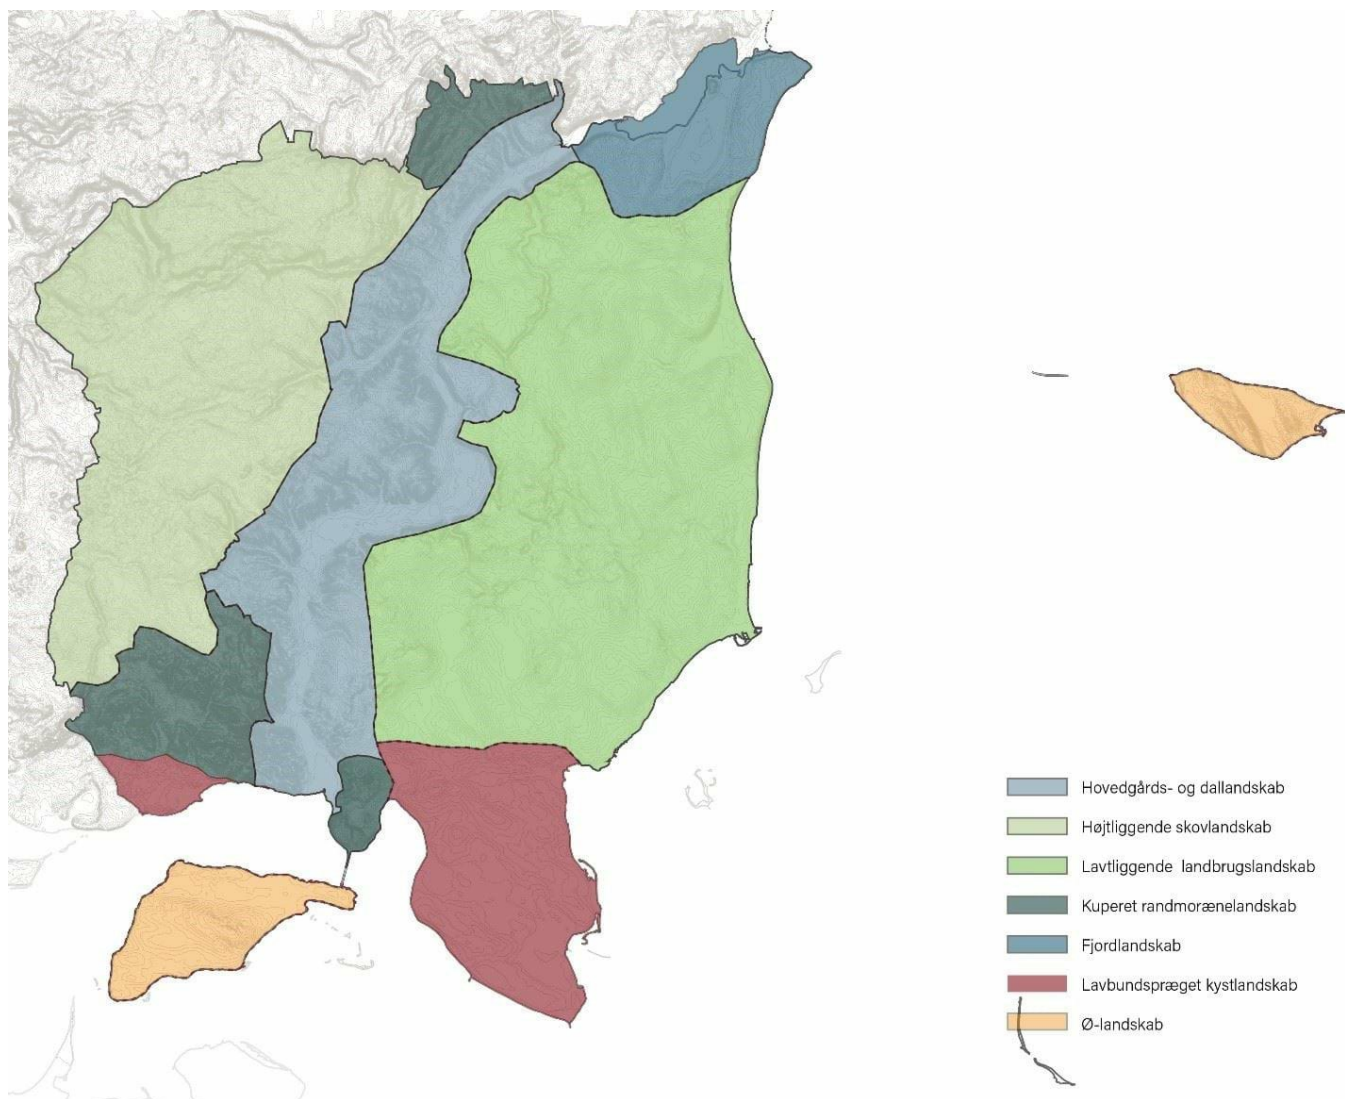 Hovedgårds- og dallandskab
Højtliggende skovlandskab
Lavtliggende landbrugslandskab
Kuperet randmorænelandskab
Fjordlandskab
Lavbundspræget kystlandskab
Ø-landskab